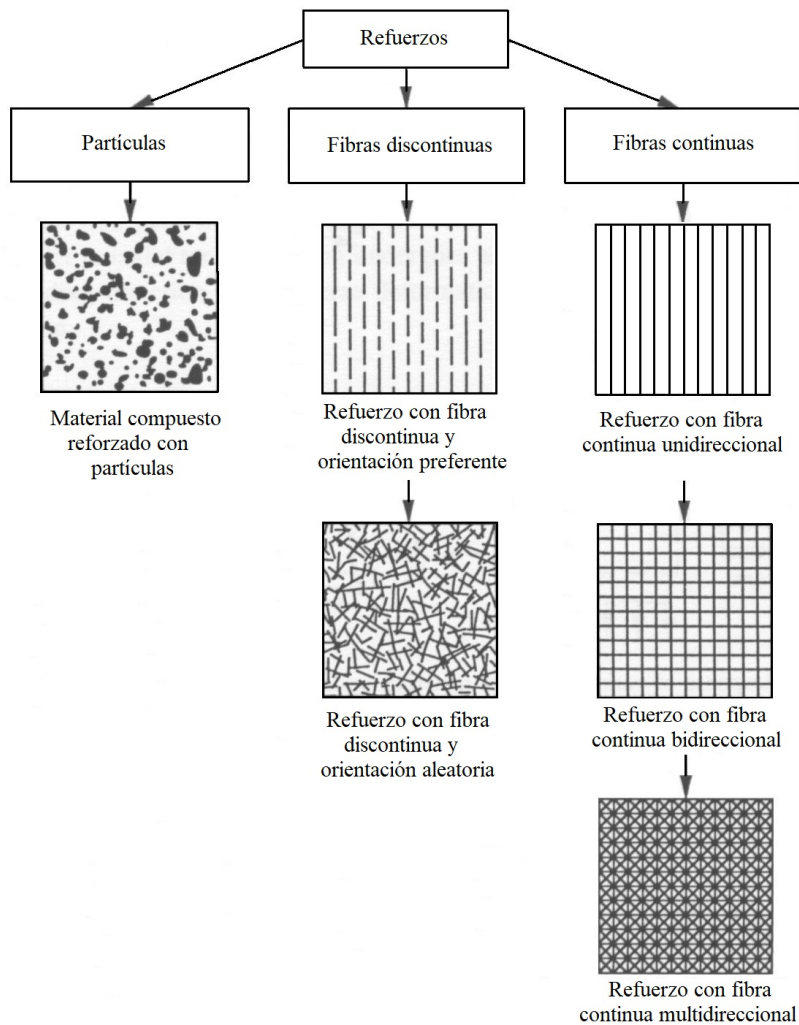 Refuerzos
Partículas
Fibras discontinuas
Fibras continuas
Material compuesto
reforzado con
partículas
Refuerzo con fibra
discontinua y
orientación preferente
Refuerzo con fibra
continua unidireccional
Refuerzo con fibra
discontinua y
orientación aleatoria
Refuerzo con fibra
continua bidireccional
Refuerzo con fibra
continua multidireccional